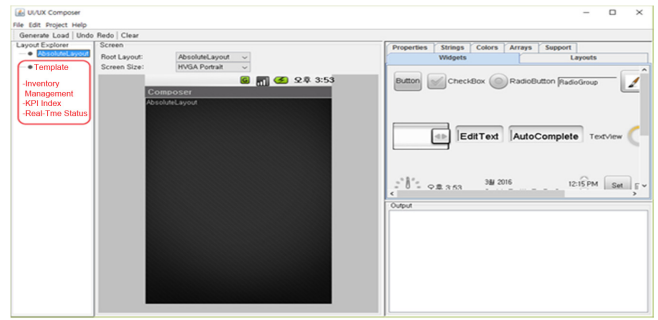 UI/UX Composer
File Edit Project Help
Generate Load Undo Redo Clear
Layout Explorer
AbsoluteLayout
Template
-Inventory
Management
-KPI Index
-Real-Tme Status
Screen
Root Layout: AbsoluteLayout
Screen Size: HVGA Portrait
오후 3:53
Composer
AbsoluteLayout
Properties Strings Colors Arrays Support
Widgets Layouts
Button CheckBox RadioButton RadioGroup
EditText AutoComplete TextView
오후 3:53 3월 2016 12:15 PM Set
Output